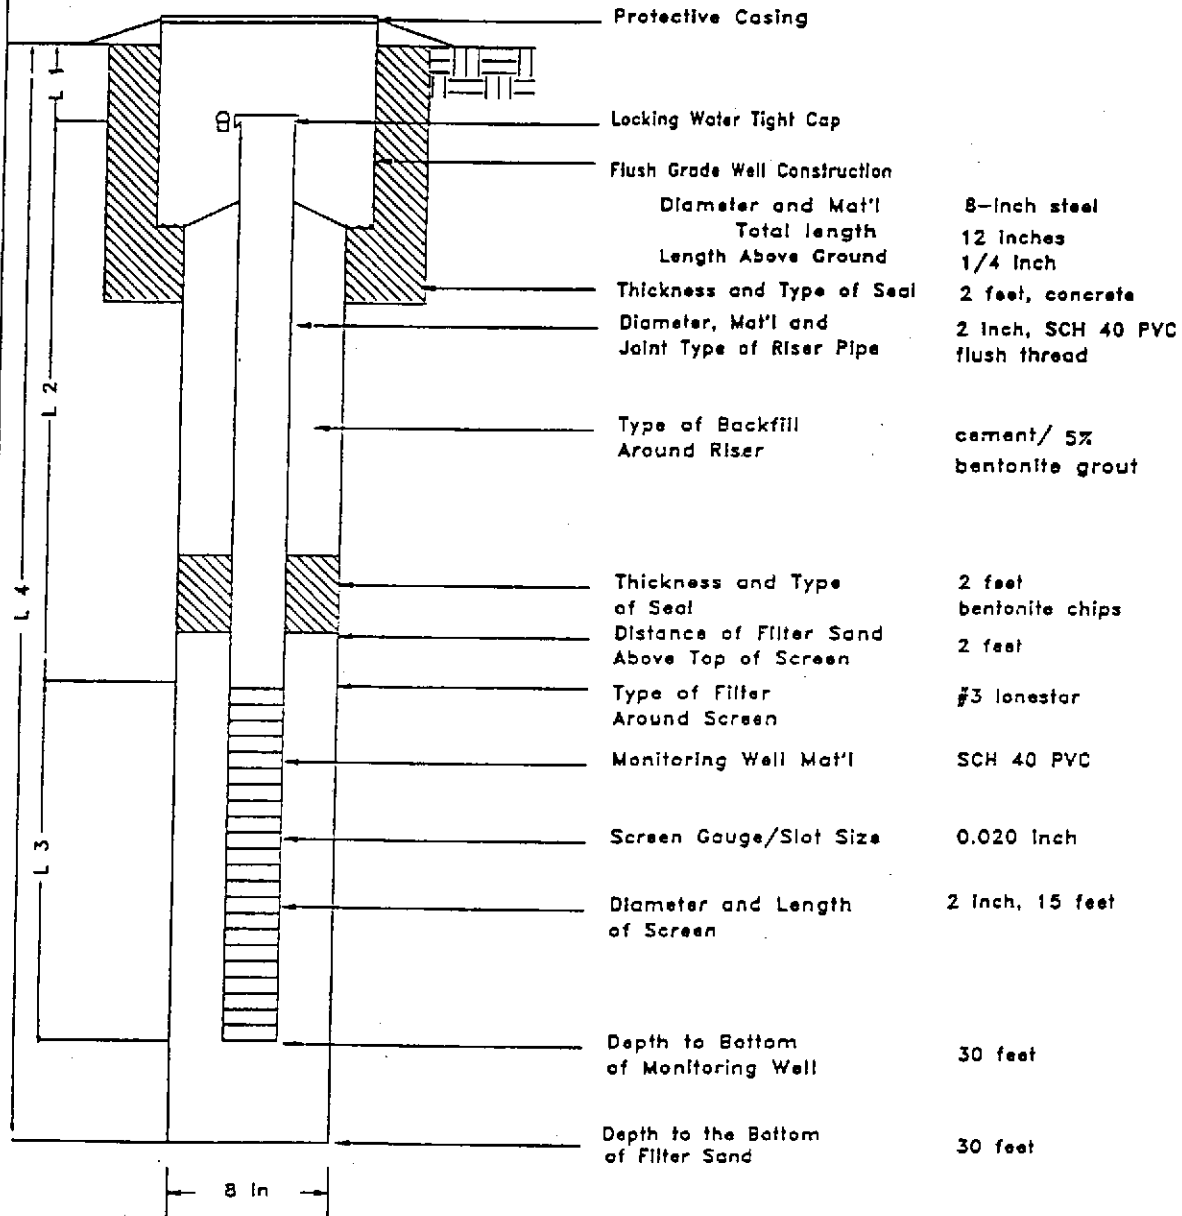 Protective Casing
L 1
Locking Water Tight Cap
Flush Grade Well Construction
Diameter and Mat'l 8-inch steel
Total length 12 inches
Length Above Ground 1/4 inch
Thickness and Type of Seal 2 feet, concrete
Diameter, Mat'l and 2 inch, SCH 40 PVC
Joint Type of Riser Pipe flush thread
L 2
Type of Backfill cement/ 5%
Around Riser bentonite grout
L 4
Thickness and Type 2 feet
of Seal bentonite chips
Distance of Filter Sand
Above Top of Screen 2 feet
Type of Filter #3 lonestar
Around Screen
Monitoring Well Mat'l SCH 40 PVC
Screen Gauge/Slot Size 0.020 inch
L 3
Diameter and Length 2 inch, 15 feet
of Screen
Depth to Bottom 30 feet
of Monitoring Well
Depth to the Bottom 30 feet
of Filter Sand
8 in